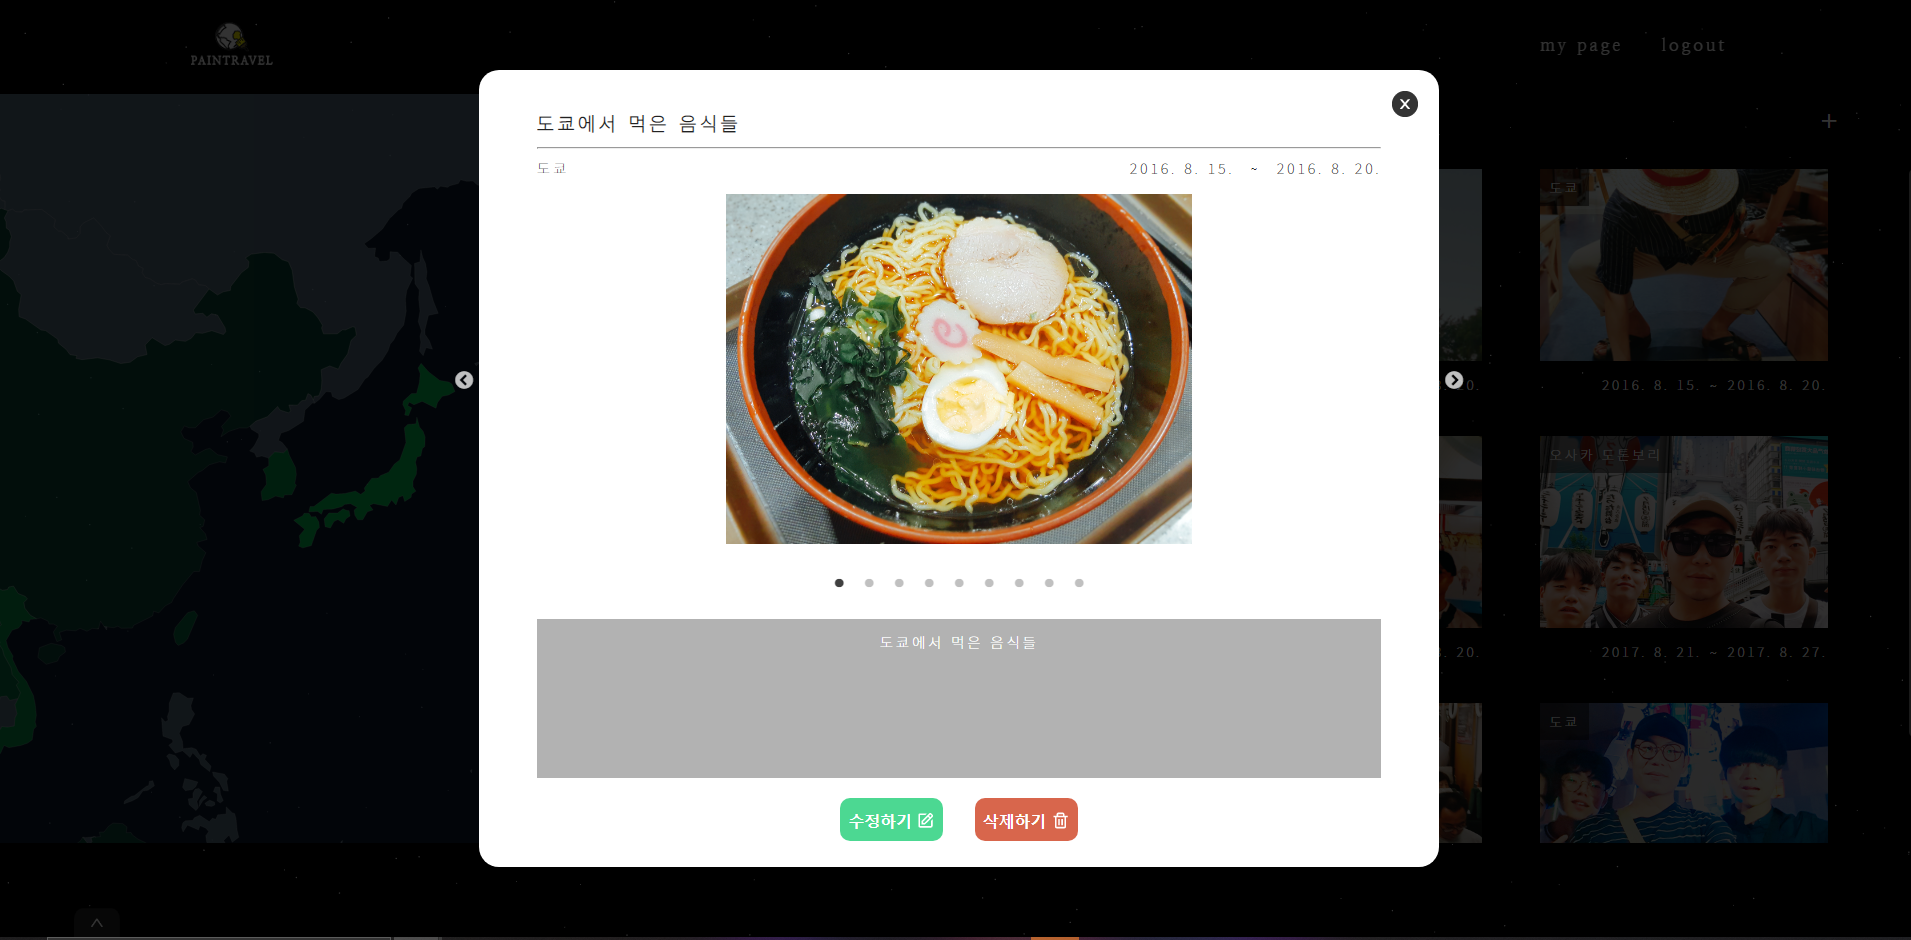 PAINTRAVEL
my page
logout
x
도쿄에서 먹은 음식들
도쿄
2016. 8. 15. ~ 2016. 8. 20.
도쿄에서 먹은 음식들
수정하기
삭제하기
+
도쿄
20.
2016. 8. 15. ~ 2016. 8. 20.
오사카 도톤보리
20.
2017. 8. 21. ~ 2017. 8. 27.
도쿄